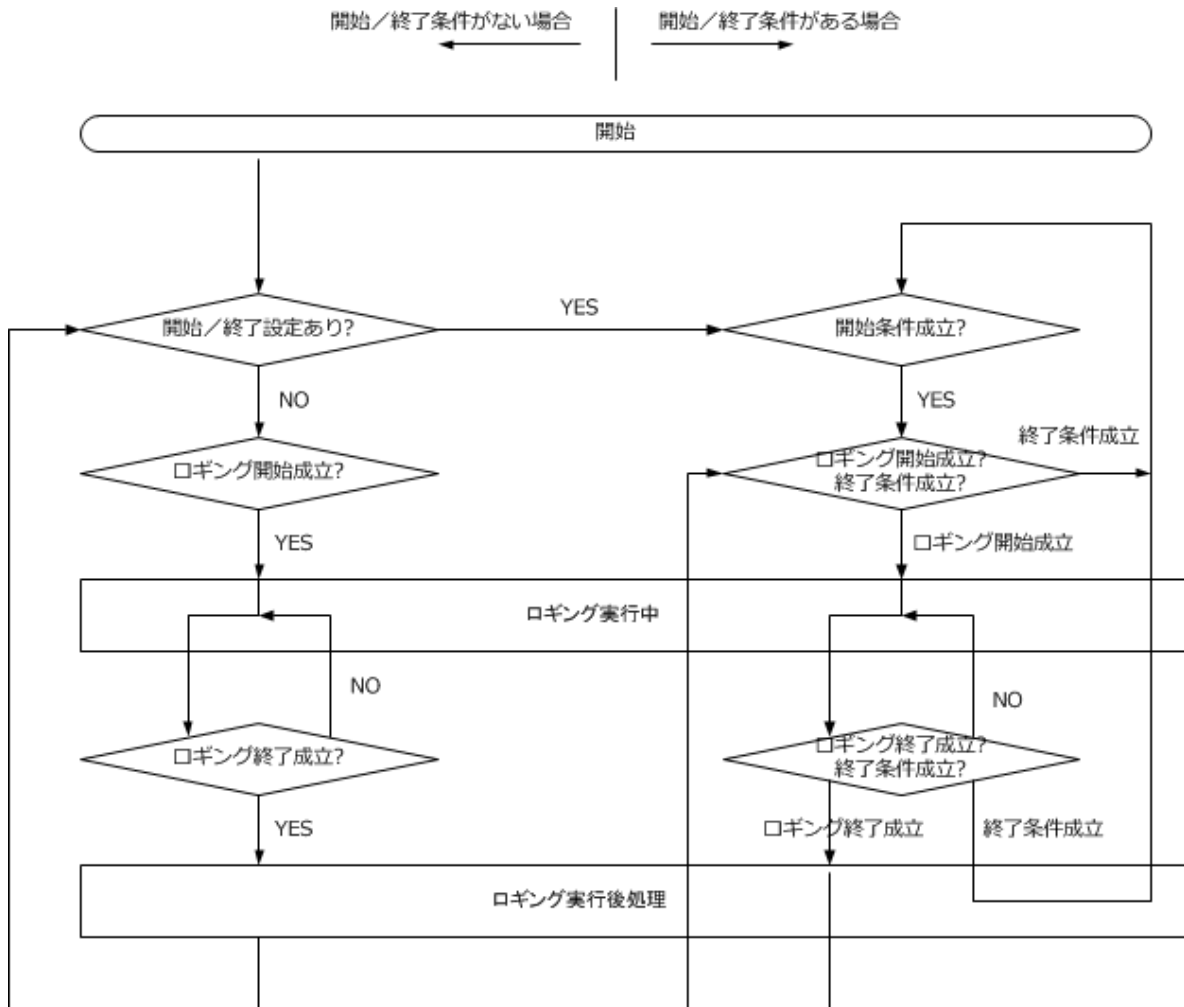 開始／終了条件がない場合
開始／終了条件がある場合
開始
YES
開始／終了設定あり?
開始条件成立?
NO
YES
終了条件成立
ロギング開始成立?
ロギング開始成立?
終了条件成立?
YES
ロギング開始成立
ロギング実行中
NO
NO
ロギング終了成立?
ロギング終了成立?
終了条件成立?
YES
ロギング終了成立
終了条件成立
ロギング実行後処理